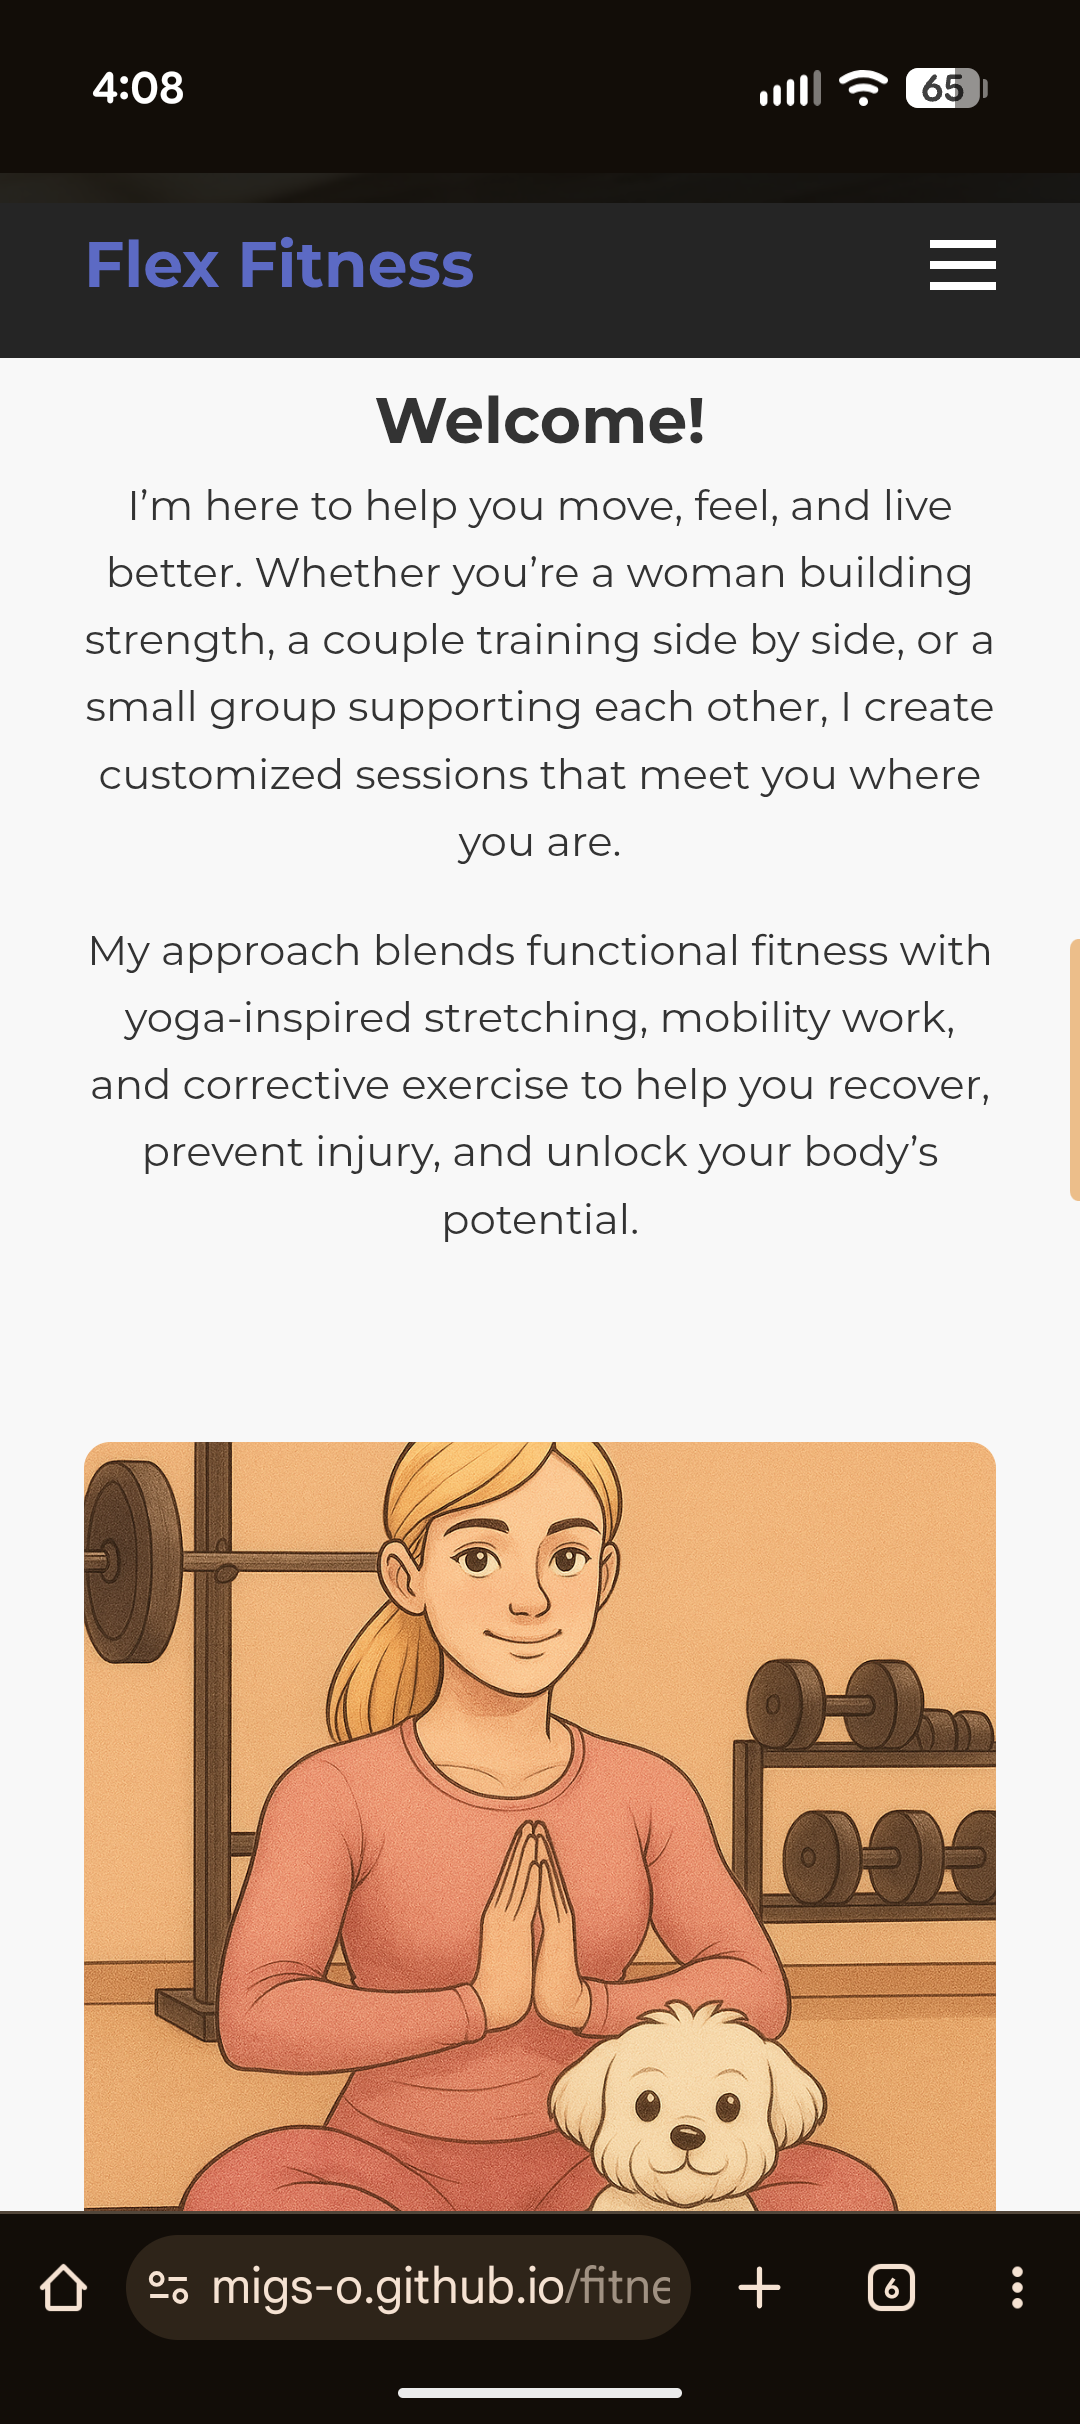 4:08
65
Flex Fitness
Welcome!
I’m here to help you move, feel, and live
better. Whether you’re a woman building
strength, a couple training side by side, or a
small group supporting each other, I create
customized sessions that meet you where
you are.
My approach blends functional fitness with
yoga-inspired stretching, mobility work,
and corrective exercise to help you recover,
prevent injury, and unlock your body’s
potential.
migs-o.github.io/fitne
6